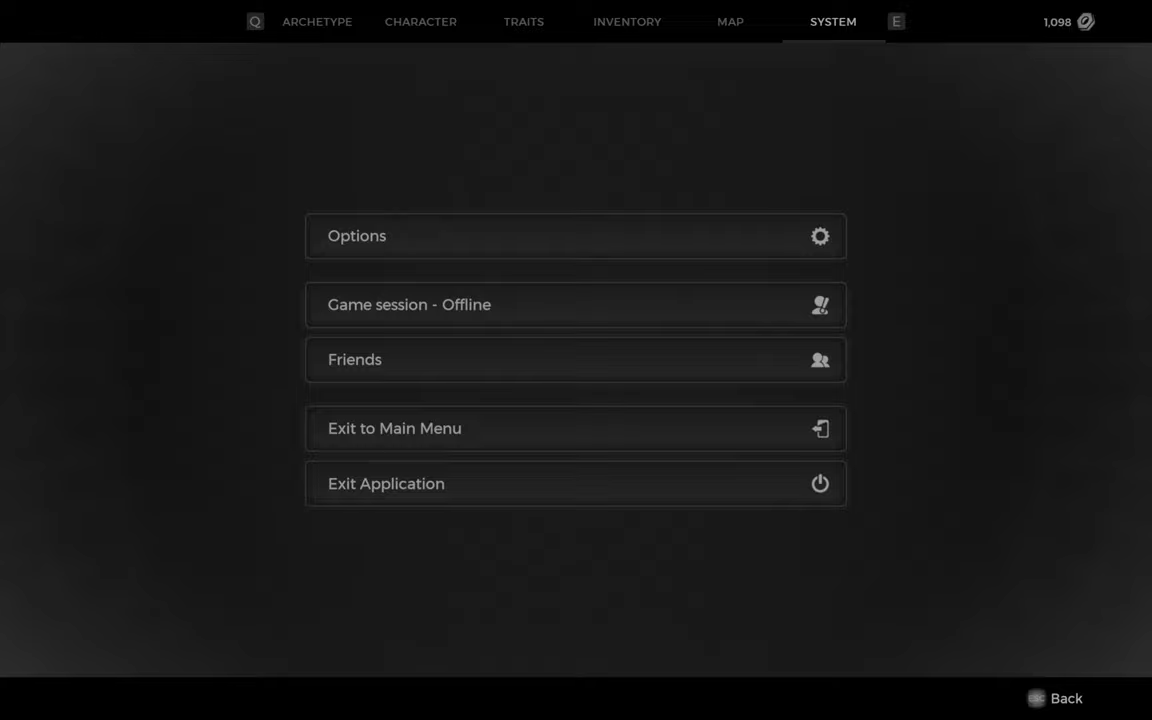 Q ARCHETYPE CHARACTER TRAITS INVENTORY MAP SYSTEM E 1,098
Options
Game session - Offline
Friends
Exit to Main Menu
Exit Application
ESC Back